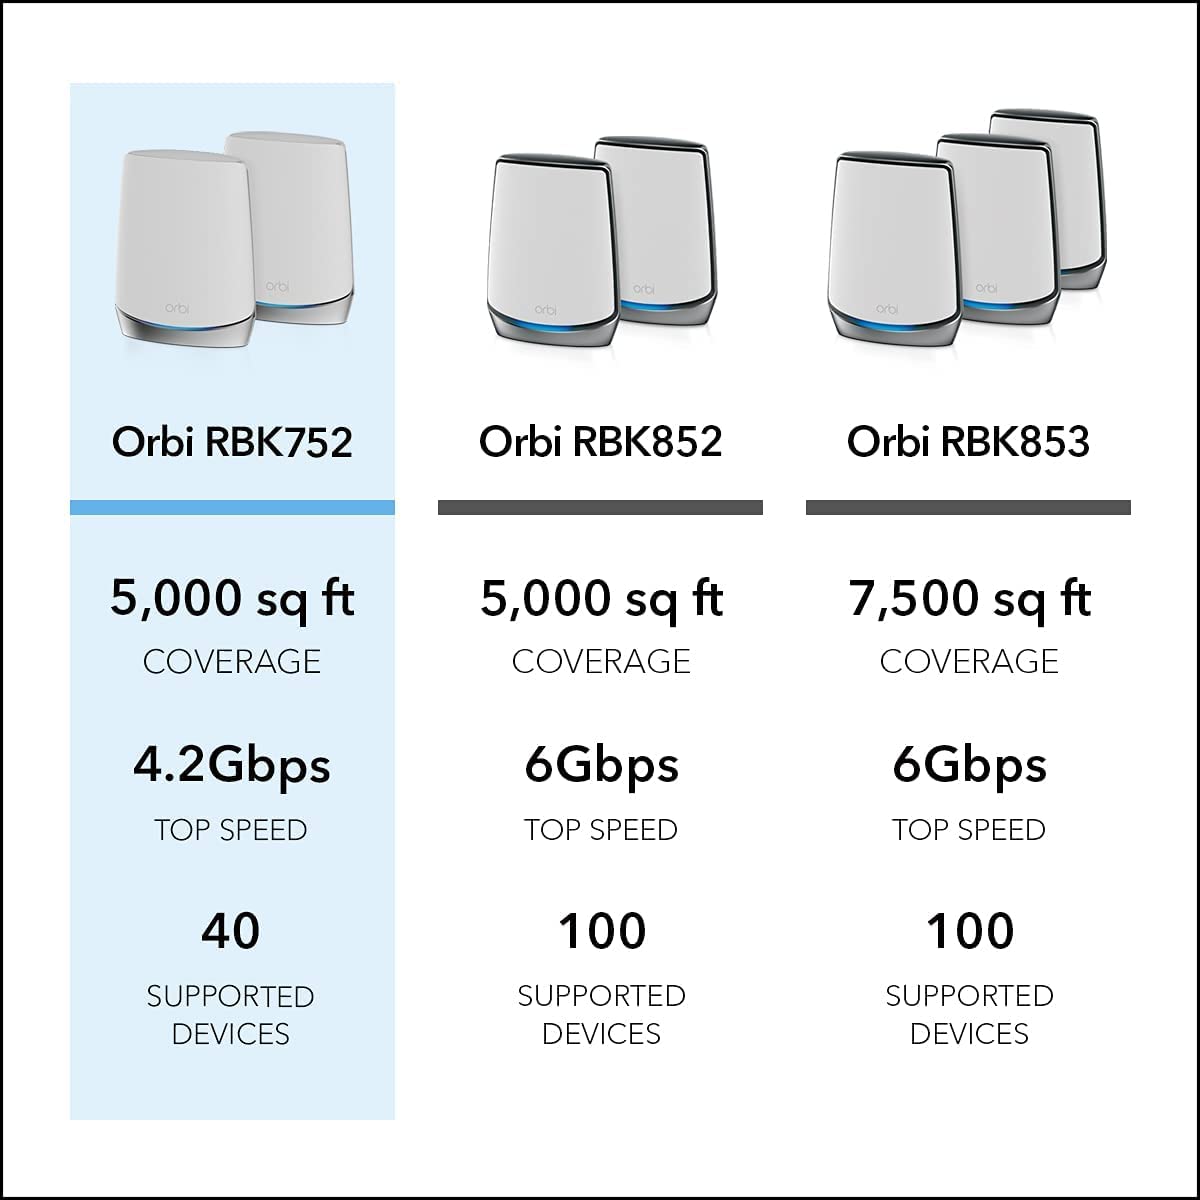 orbi
orbi
orbi
orbi
orbi
orbi
Orbi RBK752
Orbi RBK852
Orbi RBK853
5,000 sq ft
COVERAGE
5,000 sq ft
COVERAGE
7,500 sq ft
COVERAGE
4.2Gbps
TOP SPEED
6Gbps
TOP SPEED
6Gbps
TOP SPEED
40
SUPPORTED
DEVICES
100
SUPPORTED
DEVICES
100
SUPPORTED
DEVICES